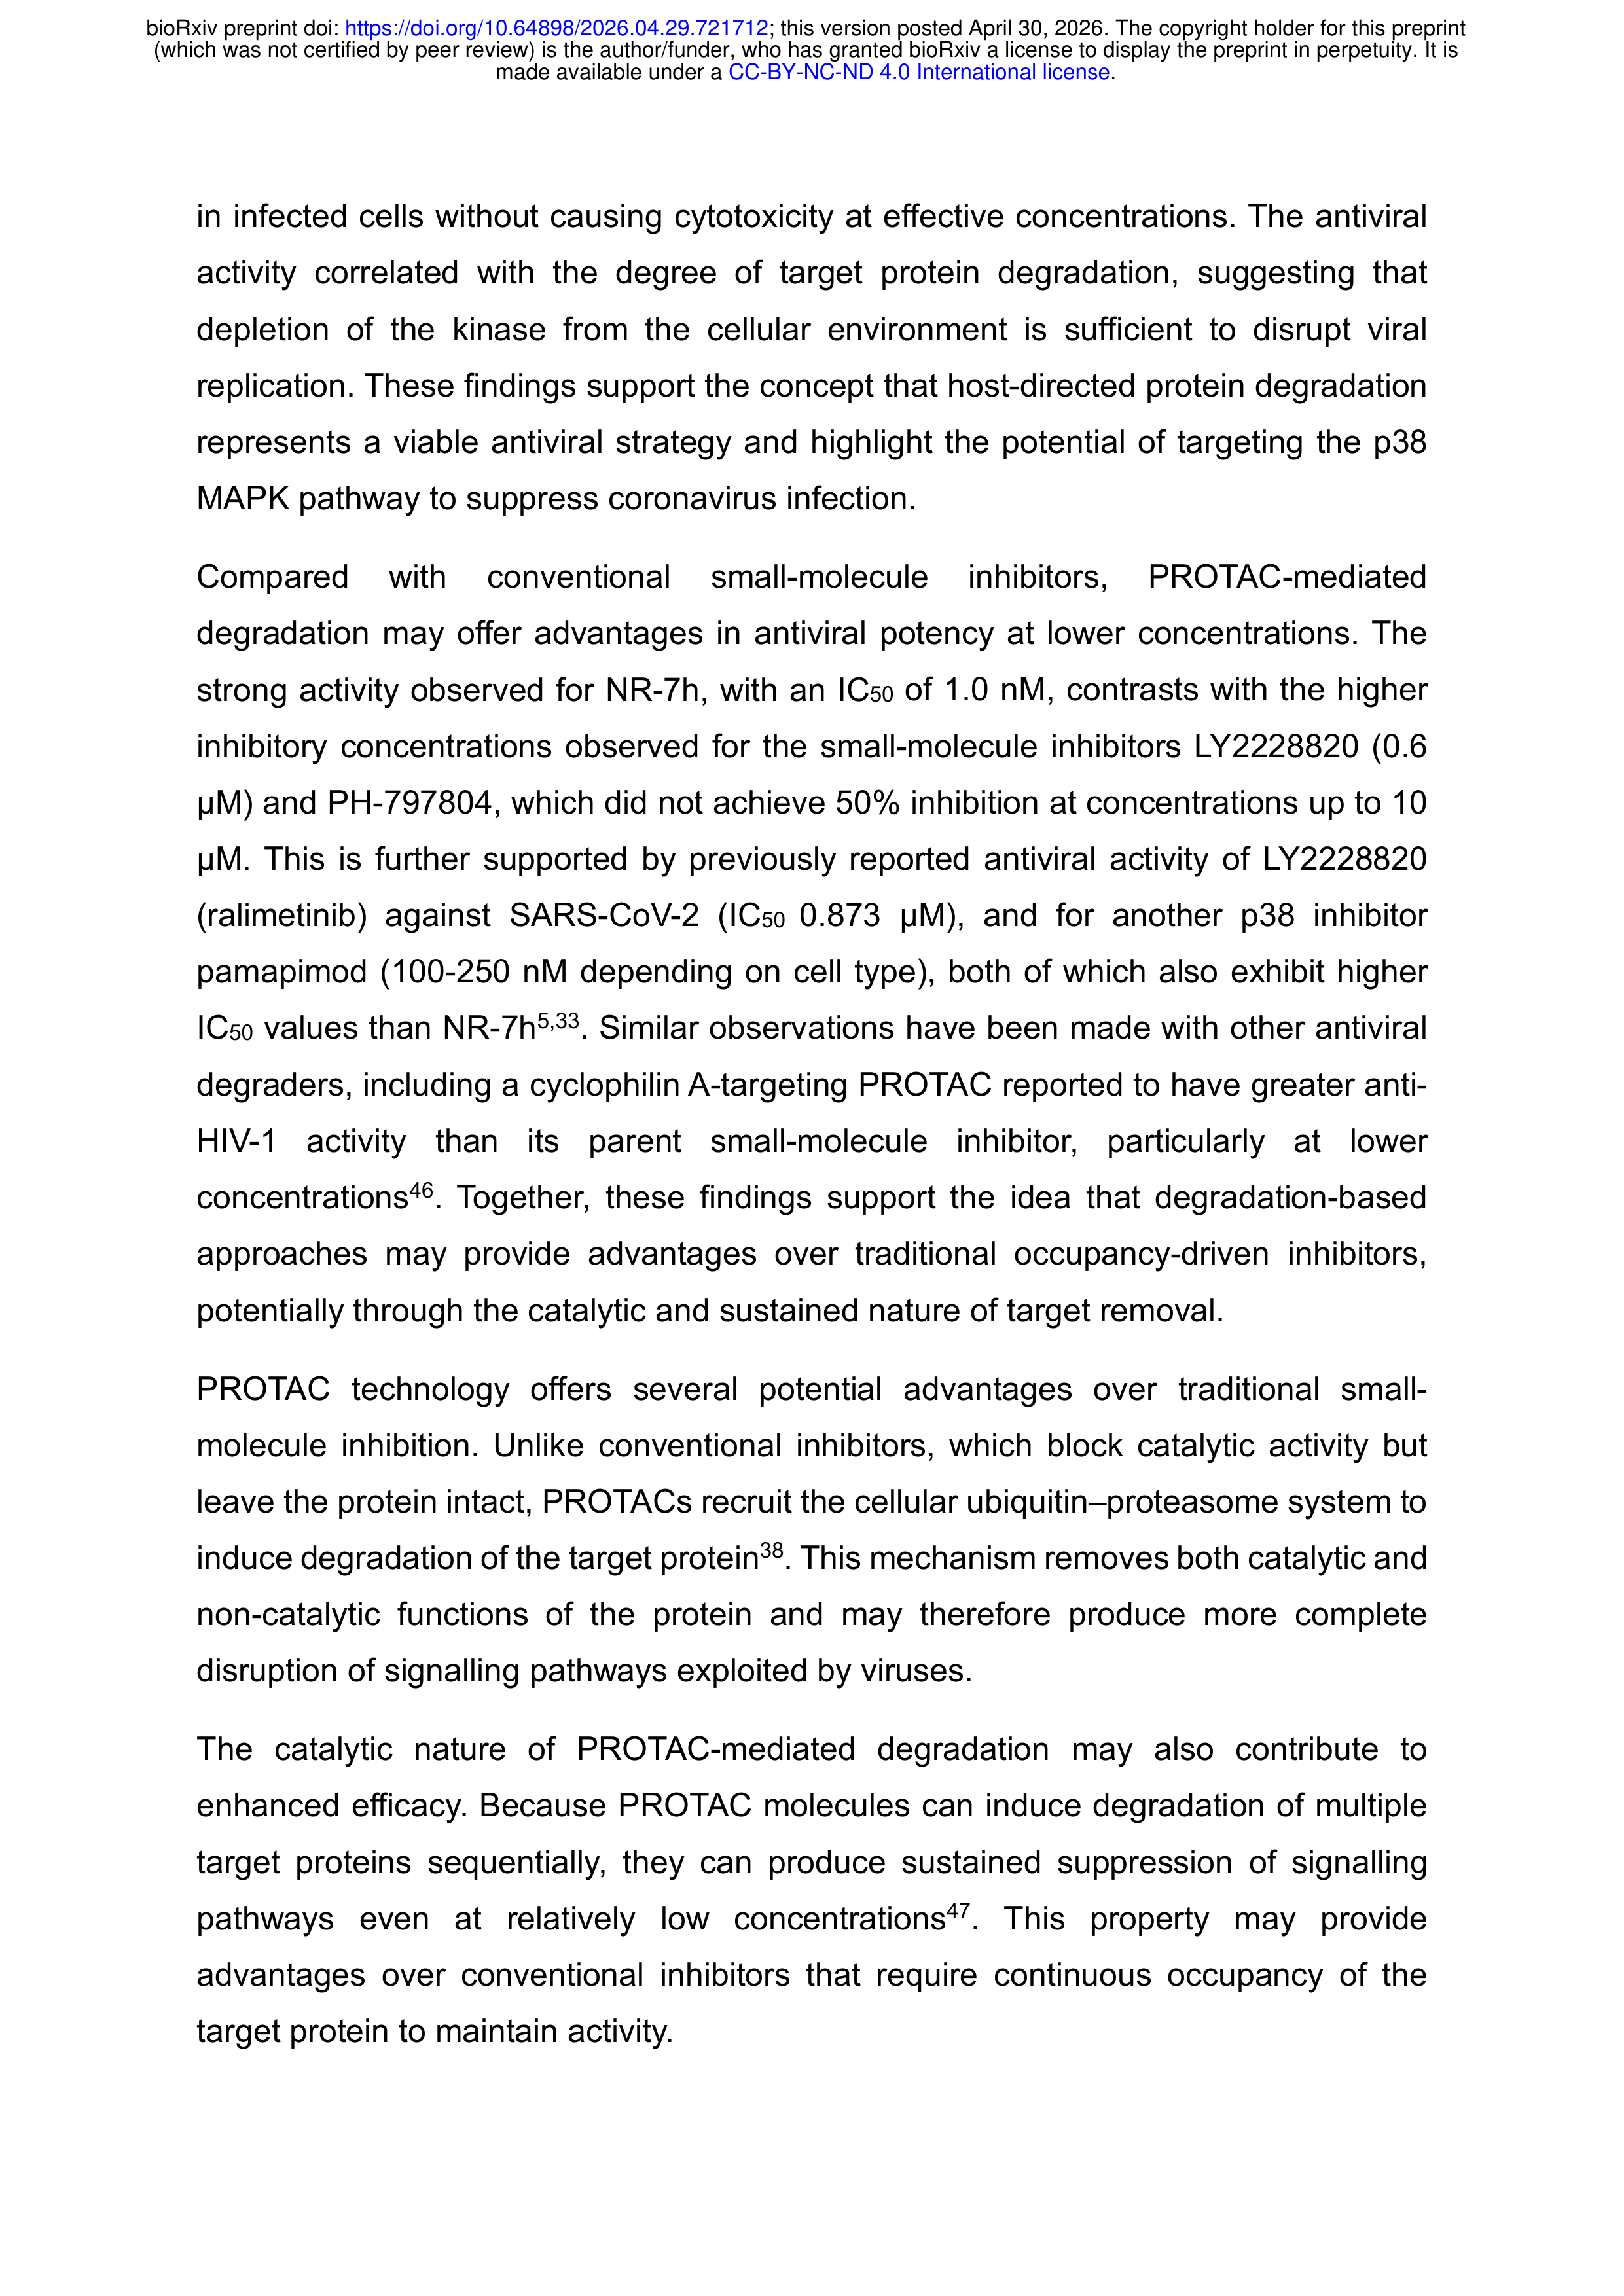 bioRxiv preprint doi: https://doi.org/10.64898/2026.04.29.721712; this version posted April 30, 2026. The copyright holder for this preprint
(which was not certified by peer review) is the author/funder, who has granted bioRxiv a license to display the preprint in perpetuity. It is
made available under a CC-BY-NC-ND 4.0 International license.
in infected cells without causing cytotoxicity at effective concentrations. The antiviral
activity correlated with the degree of target protein degradation, suggesting that
depletion of the kinase from the cellular environment is sufficient to disrupt viral
replication. These findings support the concept that host-directed protein degradation
represents a viable antiviral strategy and highlight the potential of targeting the p38
MAPK pathway to suppress coronavirus infection.
Compared with conventional small-molecule inhibitors, PROTAC-mediated
degradation may offer advantages in antiviral potency at lower concentrations. The
strong activity observed for NR-7h, with an IC50 of 1.0 nM, contrasts with the higher
inhibitory concentrations observed for the small-molecule inhibitors LY2228820 (0.6
µM) and PH-797804, which did not achieve 50% inhibition at concentrations up to 10
µM. This is further supported by previously reported antiviral activity of LY2228820
(ralimetinib) against SARS-CoV-2 (IC50 0.873 µM), and for another p38 inhibitor
pamapimod (100-250 nM depending on cell type), both of which also exhibit higher
IC50 values than NR-7h5,33. Similar observations have been made with other antiviral
degraders, including a cyclophilin A-targeting PROTAC reported to have greater anti-
HIV-1 activity than its parent small-molecule inhibitor, particularly at lower
concentrations46. Together, these findings support the idea that degradation-based
approaches may provide advantages over traditional occupancy-driven inhibitors,
potentially through the catalytic and sustained nature of target removal.
PROTAC technology offers several potential advantages over traditional small-
molecule inhibition. Unlike conventional inhibitors, which block catalytic activity but
leave the protein intact, PROTACs recruit the cellular ubiquitin–proteasome system to
induce degradation of the target protein38. This mechanism removes both catalytic and
non-catalytic functions of the protein and may therefore produce more complete
disruption of signalling pathways exploited by viruses.
The catalytic nature of PROTAC-mediated degradation may also contribute to
enhanced efficacy. Because PROTAC molecules can induce degradation of multiple
target proteins sequentially, they can produce sustained suppression of signalling
pathways even at relatively low concentrations47. This property may provide
advantages over conventional inhibitors that require continuous occupancy of the
target protein to maintain activity.